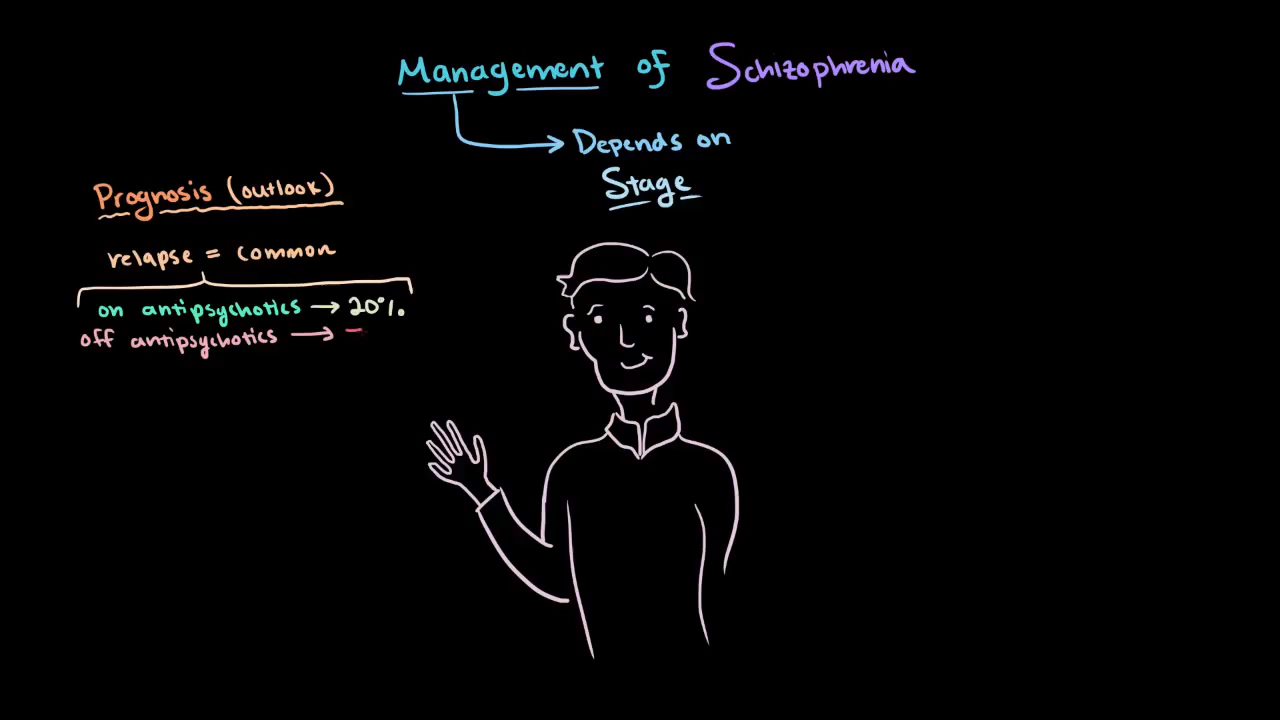 Management of Schizophrenia
Depends on
Stage
Prognosis (outlook)
relapse = common
on antipsychotics → 20%.
off antipsychotics →